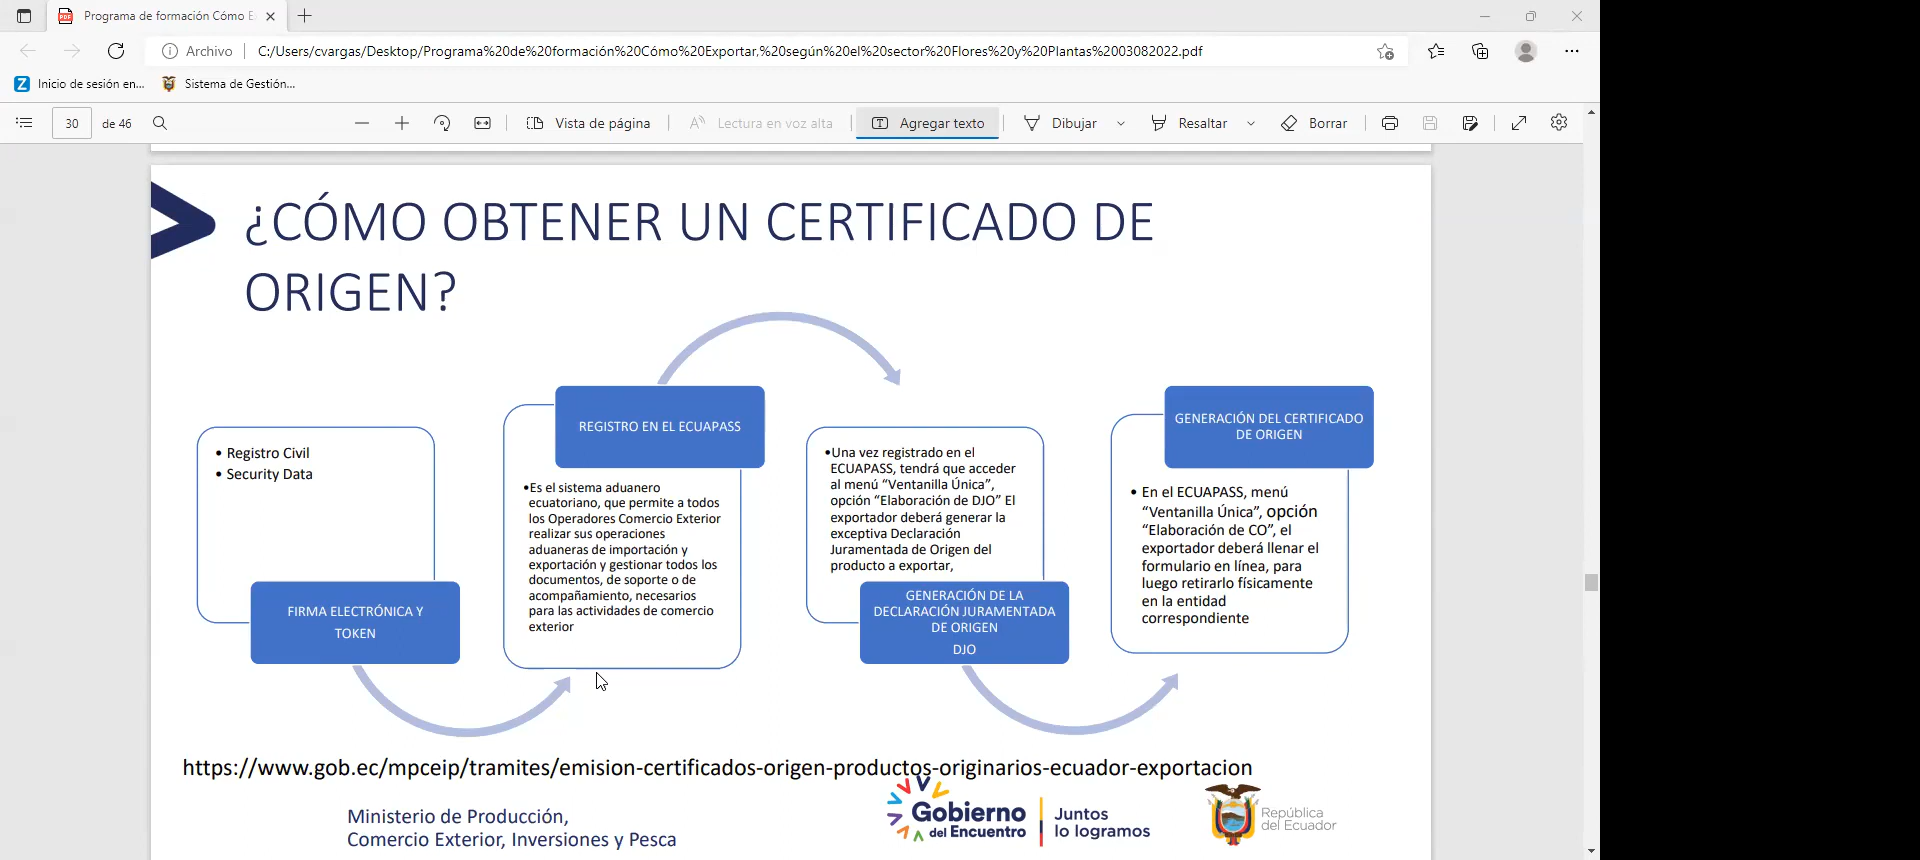 Programa de formación Cómo E
Archivo
C:/Users/cvargas/Desktop/Programa%20de%20formación%20Cómo%20Exportar,%20según%20el%20sector%20Flores%20y%20Plantas%2003082022.pdf
Inicio de sesión en...
Sistema de Gestión...
30
de 46
Vista de página
Lectura en voz alta
Agregar texto
Dibujar
Resaltar
Borrar
¿CÓMO OBTENER UN CERTIFICADO DE
ORIGEN?
• Registro Civil
• Security Data
FIRMA ELECTRÓNICA Y
TOKEN
REGISTRO EN EL ECUAPASS
•Es el sistema aduanero
ecuatoriano, que permite a todos
los Operadores Comercio Exterior
realizar sus operaciones
aduaneras de importación y
exportación y gestionar todos los
documentos, de soporte o de
acompañamiento, necesarios
para las actividades de comercio
exterior
•Una vez registrado en el
ECUAPASS, tendrá que acceder
al menú “Ventanilla Única”,
opción “Elaboración de DJO” El
exportador deberá generar la
exceptiva Declaración
Juramentada de Origen del
producto a exportar,
GENERACIÓN DE LA
DECLARACIÓN JURAMENTADA
DE ORIGEN
DJO
GENERACIÓN DEL CERTIFICADO
DE ORIGEN
• En el ECUAPASS, menú
“Ventanilla Única”, opción
“Elaboración de CO”, el
exportador deberá llenar el
formulario en línea, para
luego retirarlo físicamente
en la entidad
correspondiente
https://www.gob.ec/mpceip/tramites/emision-certificados-origen-productos-originarios-ecuador-exportacion
Ministerio de Producción,
Comercio Exterior, Inversiones y Pesca
Gobierno
del Encuentro
Juntos
lo logramos
República
del Ecuador